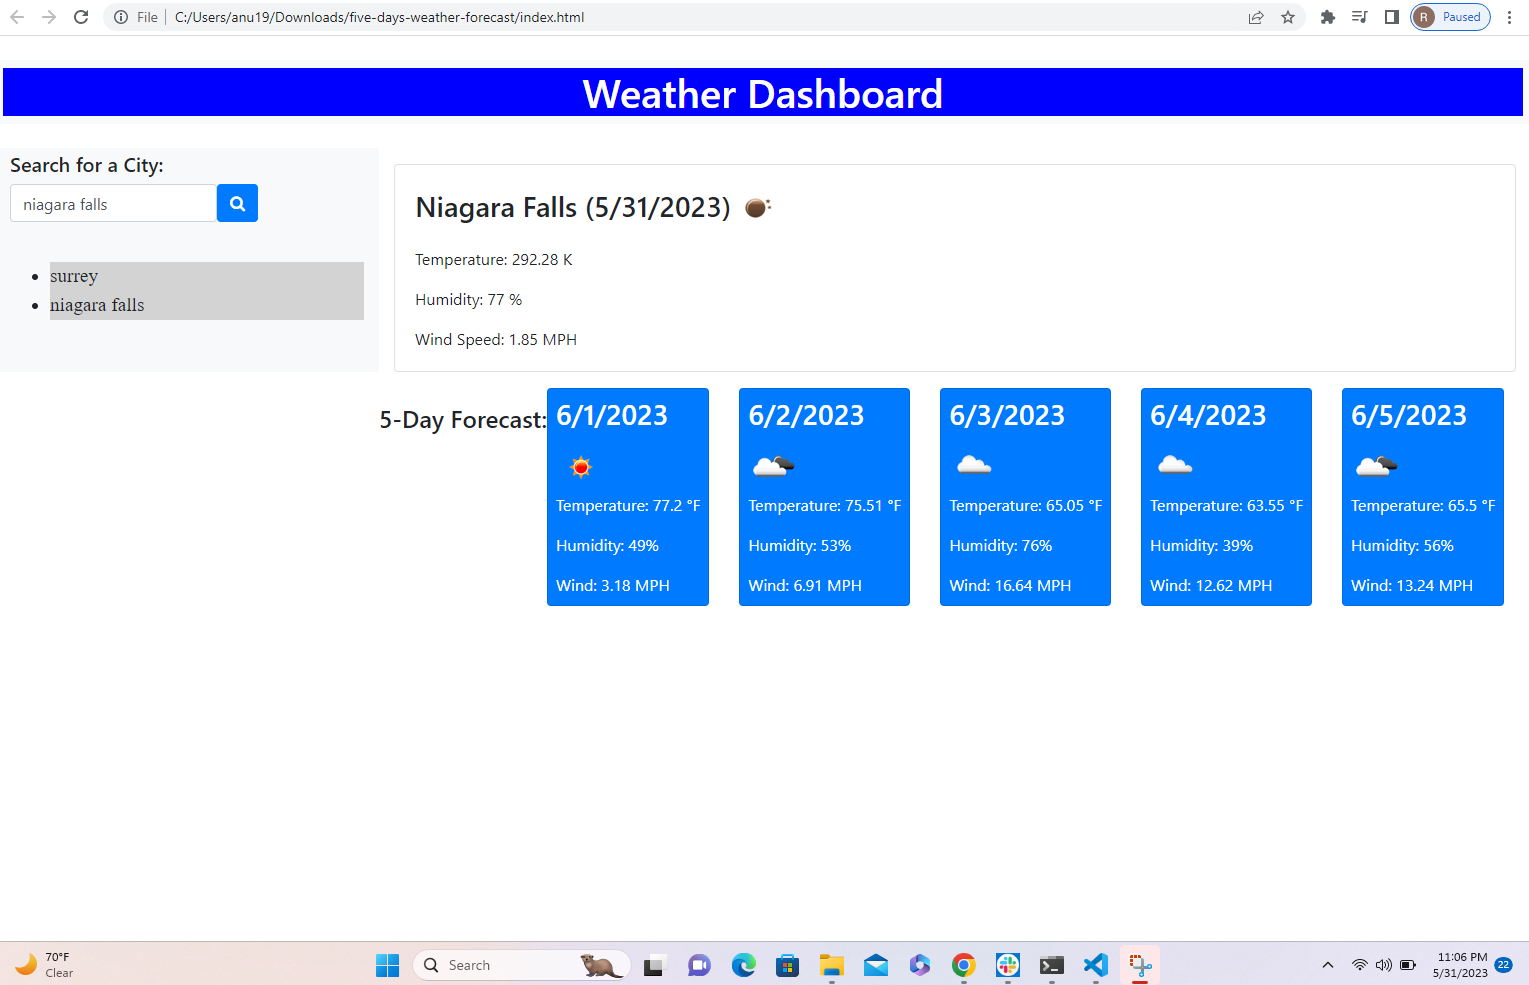 File C:/Users/anu19/Downloads/five-days-weather-forecast/index.html
R Paused
Weather Dashboard
Search for a City:
niagara falls
surrey
niagara falls
Niagara Falls (5/31/2023)
Temperature: 292.28 K
Humidity: 77 %
Wind Speed: 1.85 MPH
5-Day Forecast:
6/1/2023
Temperature: 77.2 °F
Humidity: 49%
Wind: 3.18 MPH
6/2/2023
Temperature: 75.51 °F
Humidity: 53%
Wind: 6.91 MPH
6/3/2023
Temperature: 65.05 °F
Humidity: 76%
Wind: 16.64 MPH
6/4/2023
Temperature: 63.55 °F
Humidity: 39%
Wind: 12.62 MPH
6/5/2023
Temperature: 65.5 °F
Humidity: 56%
Wind: 13.24 MPH
70°F
Clear
Search
11:06 PM
5/31/2023
22